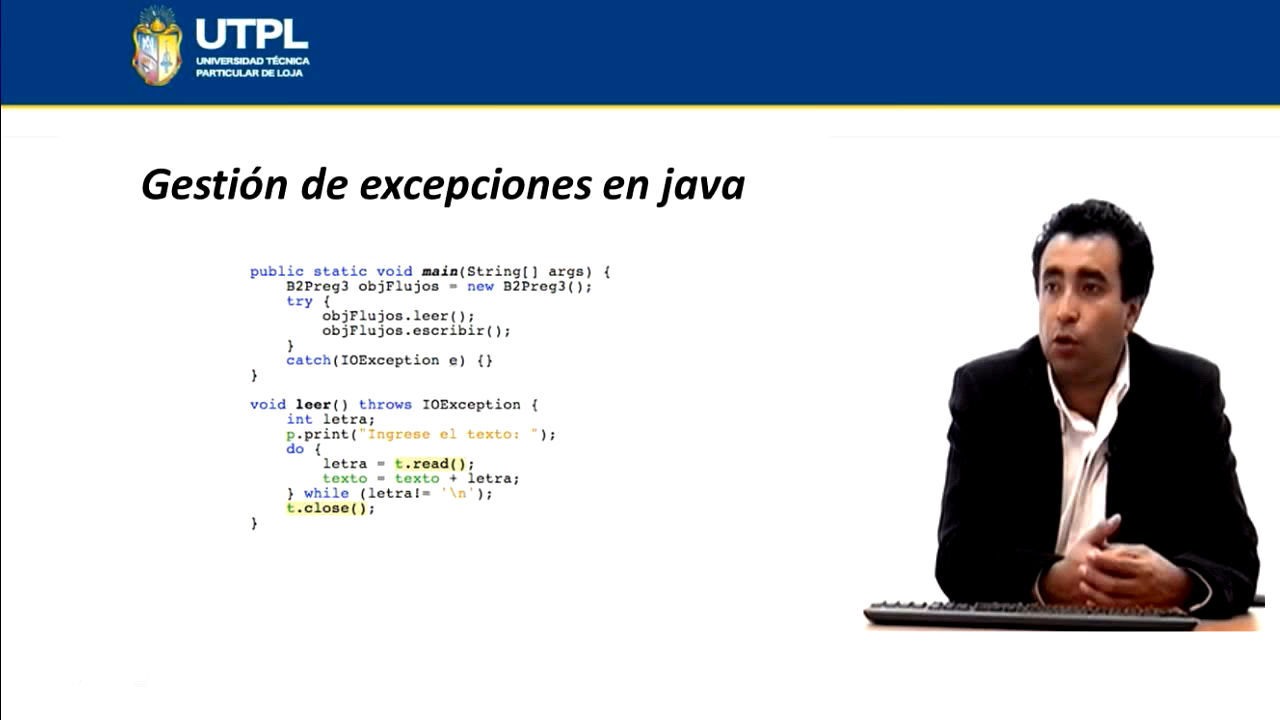 UTPL
UNIVERSIDAD TÉCNICA
PARTICULAR DE LOJA
Gestión de excepciones en java
public static void main(String[] args) {
    B2Preg3 objFlujos = new B2Preg3();
    try {
        objFlujos.leer();
        objFlujos.escribir();
    }
    catch(IOException e) {}
}
void leer() throws IOException {
    int letra;
    p.print("Ingrese el texto: ");
    do {
        letra = t.read();
        texto = texto + letra;
    } while (letra!= '\n');
    t.close();
}